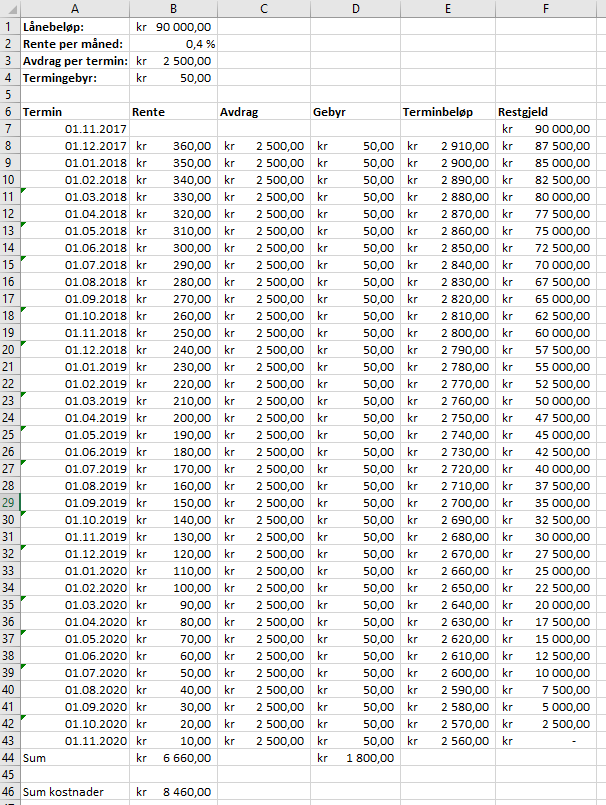 A B C D E F
1 Lånebeløp: kr 90 000,00
2 Rente per måned: 0,4 %
3 Avdrag per termin: kr 2 500,00
4 Termingebyr: kr 50,00
5
6 Termin Rente Avdrag Gebyr Terminbeløp Restgjeld
7 01.11.2017 kr 90 000,00
8 01.12.2017 kr 360,00 kr 2 500,00 kr 50,00 kr 2 910,00 kr 87 500,00
9 01.01.2018 kr 350,00 kr 2 500,00 kr 50,00 kr 2 900,00 kr 85 000,00
10 01.02.2018 kr 340,00 kr 2 500,00 kr 50,00 kr 2 890,00 kr 82 500,00
11 01.03.2018 kr 330,00 kr 2 500,00 kr 50,00 kr 2 880,00 kr 80 000,00
12 01.04.2018 kr 320,00 kr 2 500,00 kr 50,00 kr 2 870,00 kr 77 500,00
13 01.05.2018 kr 310,00 kr 2 500,00 kr 50,00 kr 2 860,00 kr 75 000,00
14 01.06.2018 kr 300,00 kr 2 500,00 kr 50,00 kr 2 850,00 kr 72 500,00
15 01.07.2018 kr 290,00 kr 2 500,00 kr 50,00 kr 2 840,00 kr 70 000,00
16 01.08.2018 kr 280,00 kr 2 500,00 kr 50,00 kr 2 830,00 kr 67 500,00
17 01.09.2018 kr 270,00 kr 2 500,00 kr 50,00 kr 2 820,00 kr 65 000,00
18 01.10.2018 kr 260,00 kr 2 500,00 kr 50,00 kr 2 810,00 kr 62 500,00
19 01.11.2018 kr 250,00 kr 2 500,00 kr 50,00 kr 2 800,00 kr 60 000,00
20 01.12.2018 kr 240,00 kr 2 500,00 kr 50,00 kr 2 790,00 kr 57 500,00
21 01.01.2019 kr 230,00 kr 2 500,00 kr 50,00 kr 2 780,00 kr 55 000,00
22 01.02.2019 kr 220,00 kr 2 500,00 kr 50,00 kr 2 770,00 kr 52 500,00
23 01.03.2019 kr 210,00 kr 2 500,00 kr 50,00 kr 2 760,00 kr 50 000,00
24 01.04.2019 kr 200,00 kr 2 500,00 kr 50,00 kr 2 750,00 kr 47 500,00
25 01.05.2019 kr 190,00 kr 2 500,00 kr 50,00 kr 2 740,00 kr 45 000,00
26 01.06.2019 kr 180,00 kr 2 500,00 kr 50,00 kr 2 730,00 kr 42 500,00
27 01.07.2019 kr 170,00 kr 2 500,00 kr 50,00 kr 2 720,00 kr 40 000,00
28 01.08.2019 kr 160,00 kr 2 500,00 kr 50,00 kr 2 710,00 kr 37 500,00
29 01.09.2019 kr 150,00 kr 2 500,00 kr 50,00 kr 2 700,00 kr 35 000,00
30 01.10.2019 kr 140,00 kr 2 500,00 kr 50,00 kr 2 690,00 kr 32 500,00
31 01.11.2019 kr 130,00 kr 2 500,00 kr 50,00 kr 2 680,00 kr 30 000,00
32 01.12.2019 kr 120,00 kr 2 500,00 kr 50,00 kr 2 670,00 kr 27 500,00
33 01.01.2020 kr 110,00 kr 2 500,00 kr 50,00 kr 2 660,00 kr 25 000,00
34 01.02.2020 kr 100,00 kr 2 500,00 kr 50,00 kr 2 650,00 kr 22 500,00
35 01.03.2020 kr 90,00 kr 2 500,00 kr 50,00 kr 2 640,00 kr 20 000,00
36 01.04.2020 kr 80,00 kr 2 500,00 kr 50,00 kr 2 630,00 kr 17 500,00
37 01.05.2020 kr 70,00 kr 2 500,00 kr 50,00 kr 2 620,00 kr 15 000,00
38 01.06.2020 kr 60,00 kr 2 500,00 kr 50,00 kr 2 610,00 kr 12 500,00
39 01.07.2020 kr 50,00 kr 2 500,00 kr 50,00 kr 2 600,00 kr 10 000,00
40 01.08.2020 kr 40,00 kr 2 500,00 kr 50,00 kr 2 590,00 kr 7 500,00
41 01.09.2020 kr 30,00 kr 2 500,00 kr 50,00 kr 2 580,00 kr 5 000,00
42 01.10.2020 kr 20,00 kr 2 500,00 kr 50,00 kr 2 570,00 kr 2 500,00
43 01.11.2020 kr 10,00 kr 2 500,00 kr 50,00 kr 2 560,00 kr -
44 Sum kr 6 660,00 kr 1 800,00
45
46 Sum kostnader kr 8 460,00